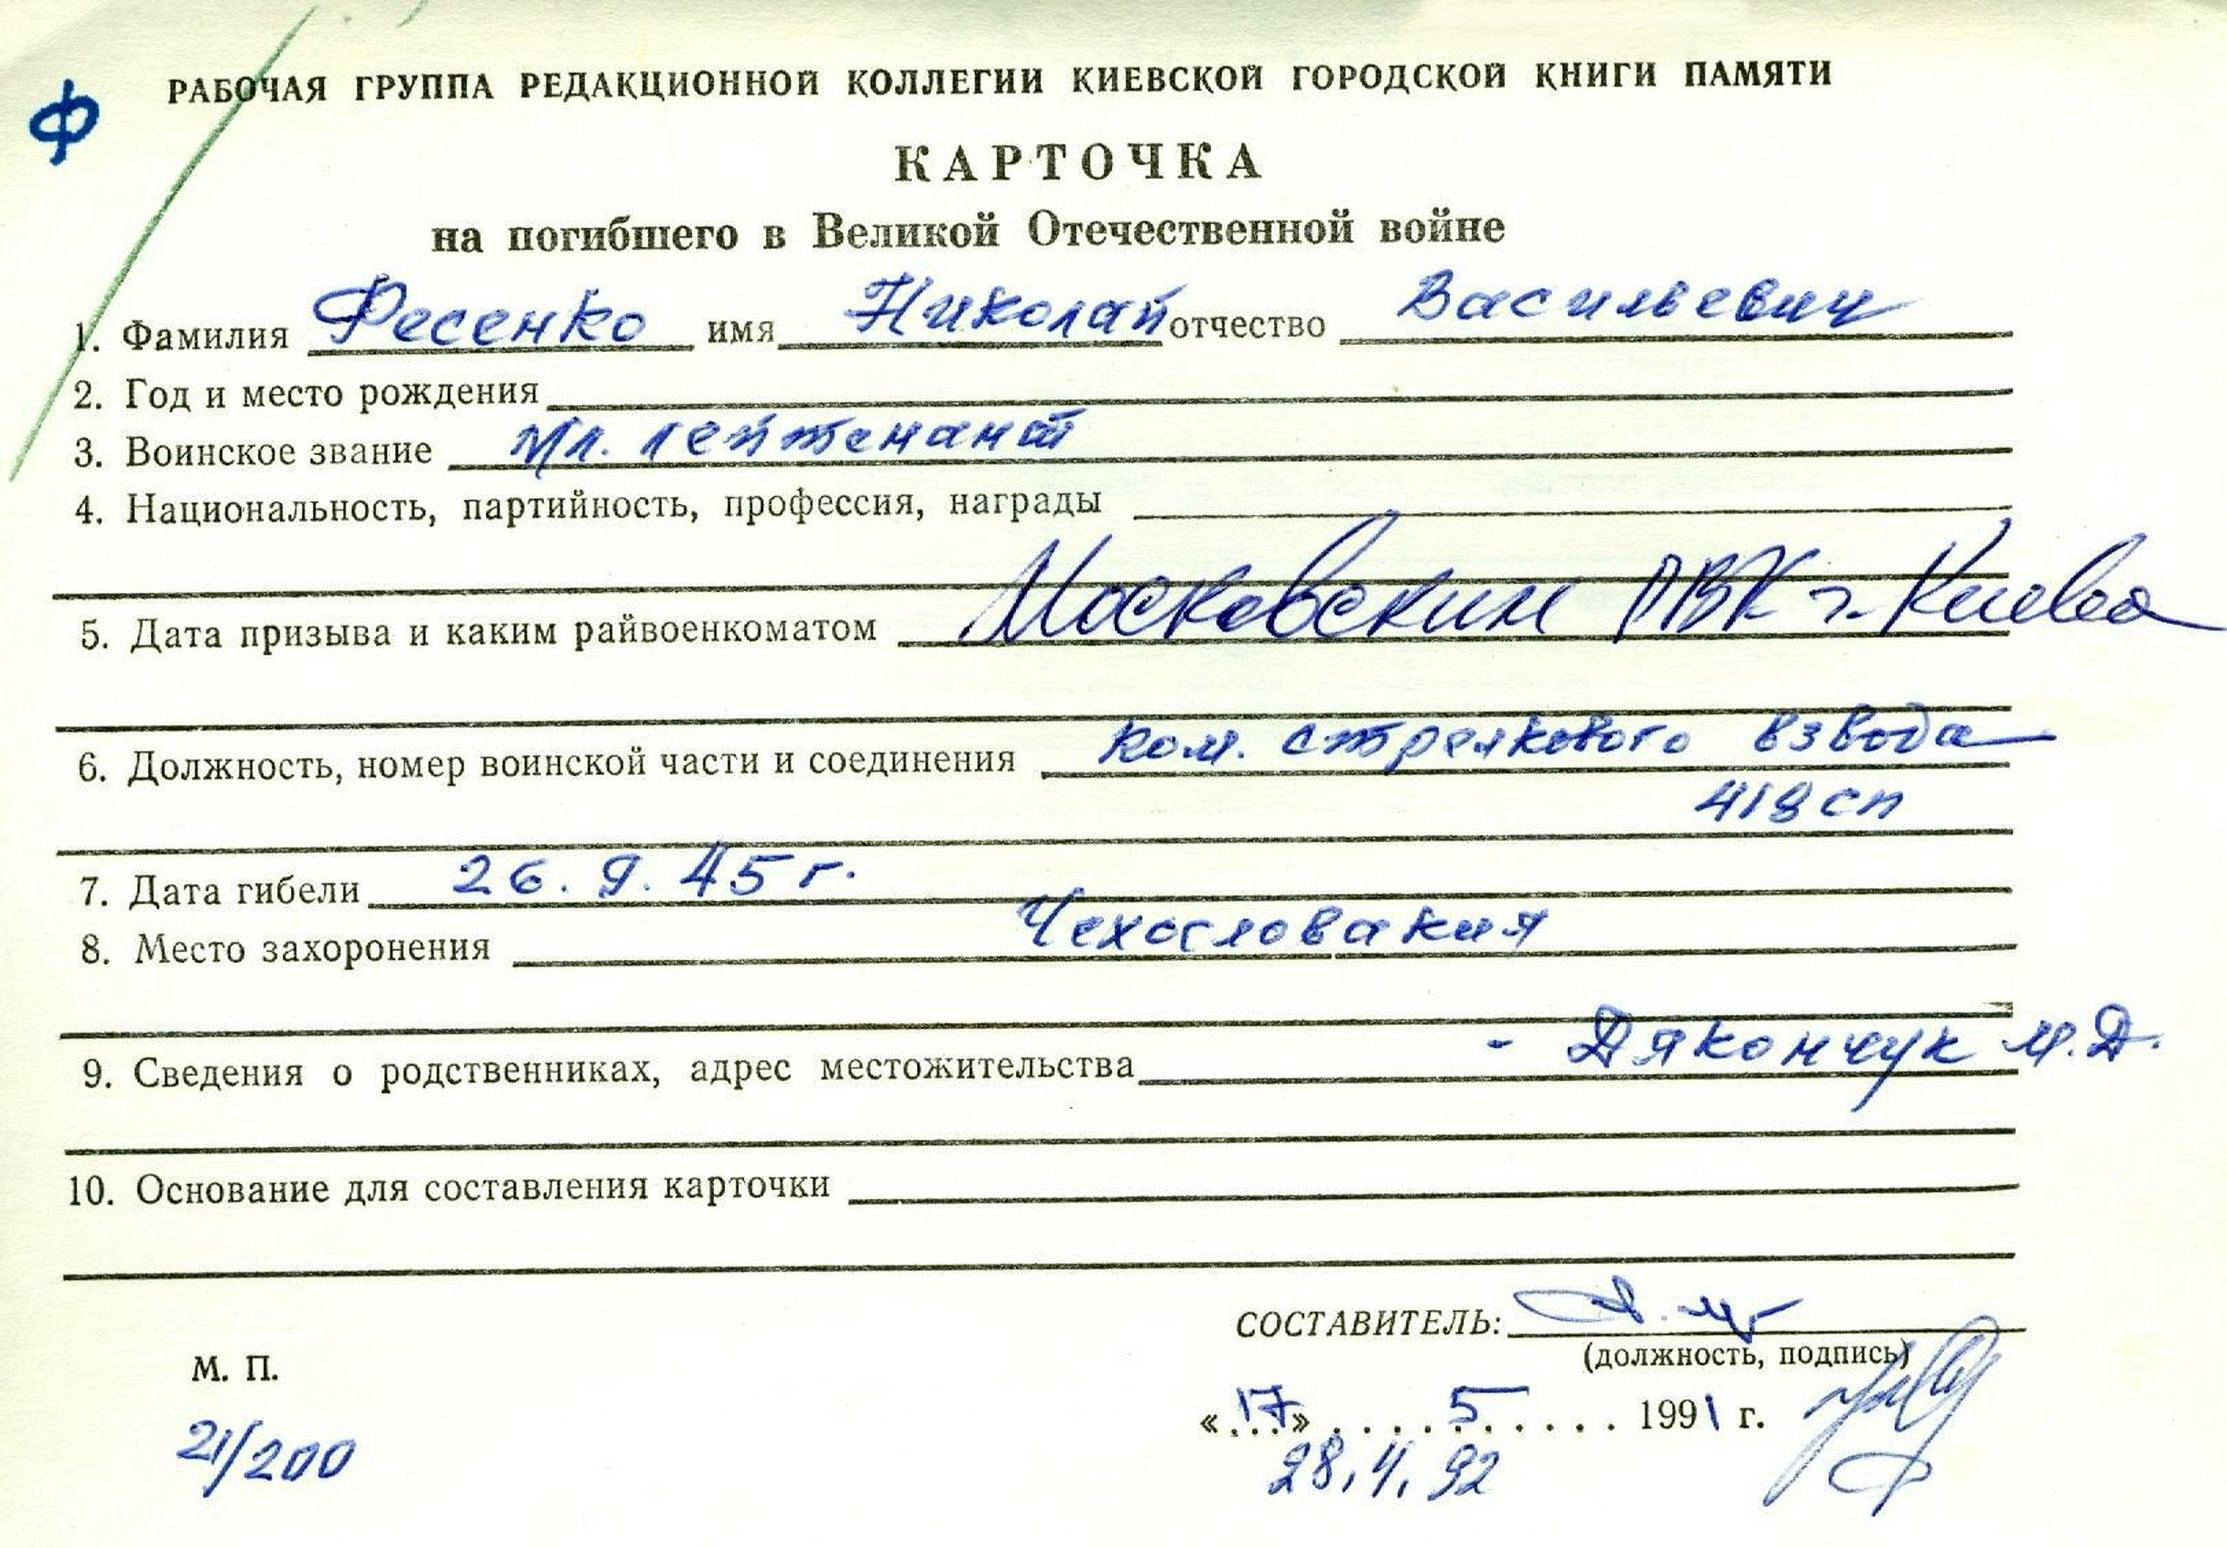 Ф
РАБОЧАЯ ГРУППА РЕДАКЦИОННОЙ КОЛЛЕГИИ КИЕВСКОЙ ГОРОДСКОЙ КНИГИ ПАМЯТИ
КАРТОЧКА
на погибшего в Великой Отечественной войне
1. Фамилия Фесенко имя Николай отчество Васильевич
2. Год и место рождения
3. Воинское звание мл. лейтенант
4. Национальность, партийность, профессия, награды
5. Дата призыва и каким райвоенкоматом Московским РВК г. Киева
6. Должность, номер воинской части и соединения ком. стрелкового взвода
418 сп
7. Дата гибели 26. 9. 45 г.
8. Место захоронения Чехословакия
9. Сведения о родственниках, адрес местожительства - Дякончук М.Д.
10. Основание для составления карточки
СОСТАВИТЕЛЬ:
(должность, подпись)
М. П.
«17» 5 1991 г.
21/200
28.4.92